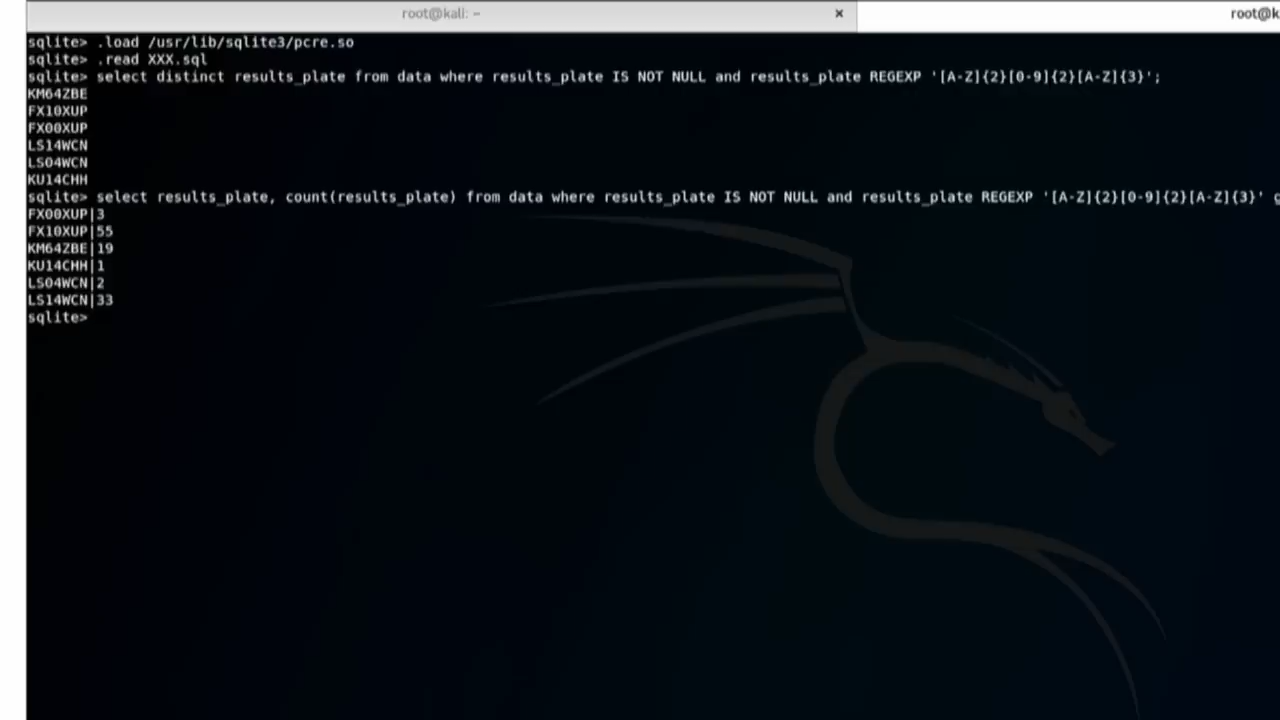 root@kali: ~ × root@k
sqlite> .load /usr/lib/sqlite3/pcre.so
sqlite> .read XXX.sql
sqlite> select distinct results_plate from data where results_plate IS NOT NULL and results_plate REGEXP '[A-Z]{2}[0-9]{2}[A-Z]{3}';
KM64ZBE
FX10XUP
FX00XUP
LS14WCN
LS04WCN
KU14CHH
sqlite> select results_plate, count(results_plate) from data where results_plate IS NOT NULL and results_plate REGEXP '[A-Z]{2}[0-9]{2}[A-Z]{3}' g
FX00XUP|3
FX10XUP|55
KM64ZBE|19
KU14CHH|1
LS04WCN|2
LS14WCN|33
sqlite>